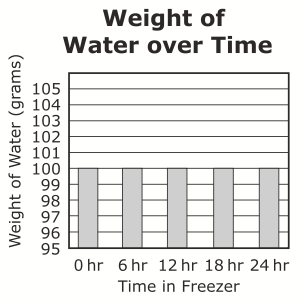 Weight of
Water over Time
Weight of Water (grams)
105
104
103
102
101
100
99
98
97
96
95
0 hr 6 hr 12 hr 18 hr 24 hr
Time in Freezer